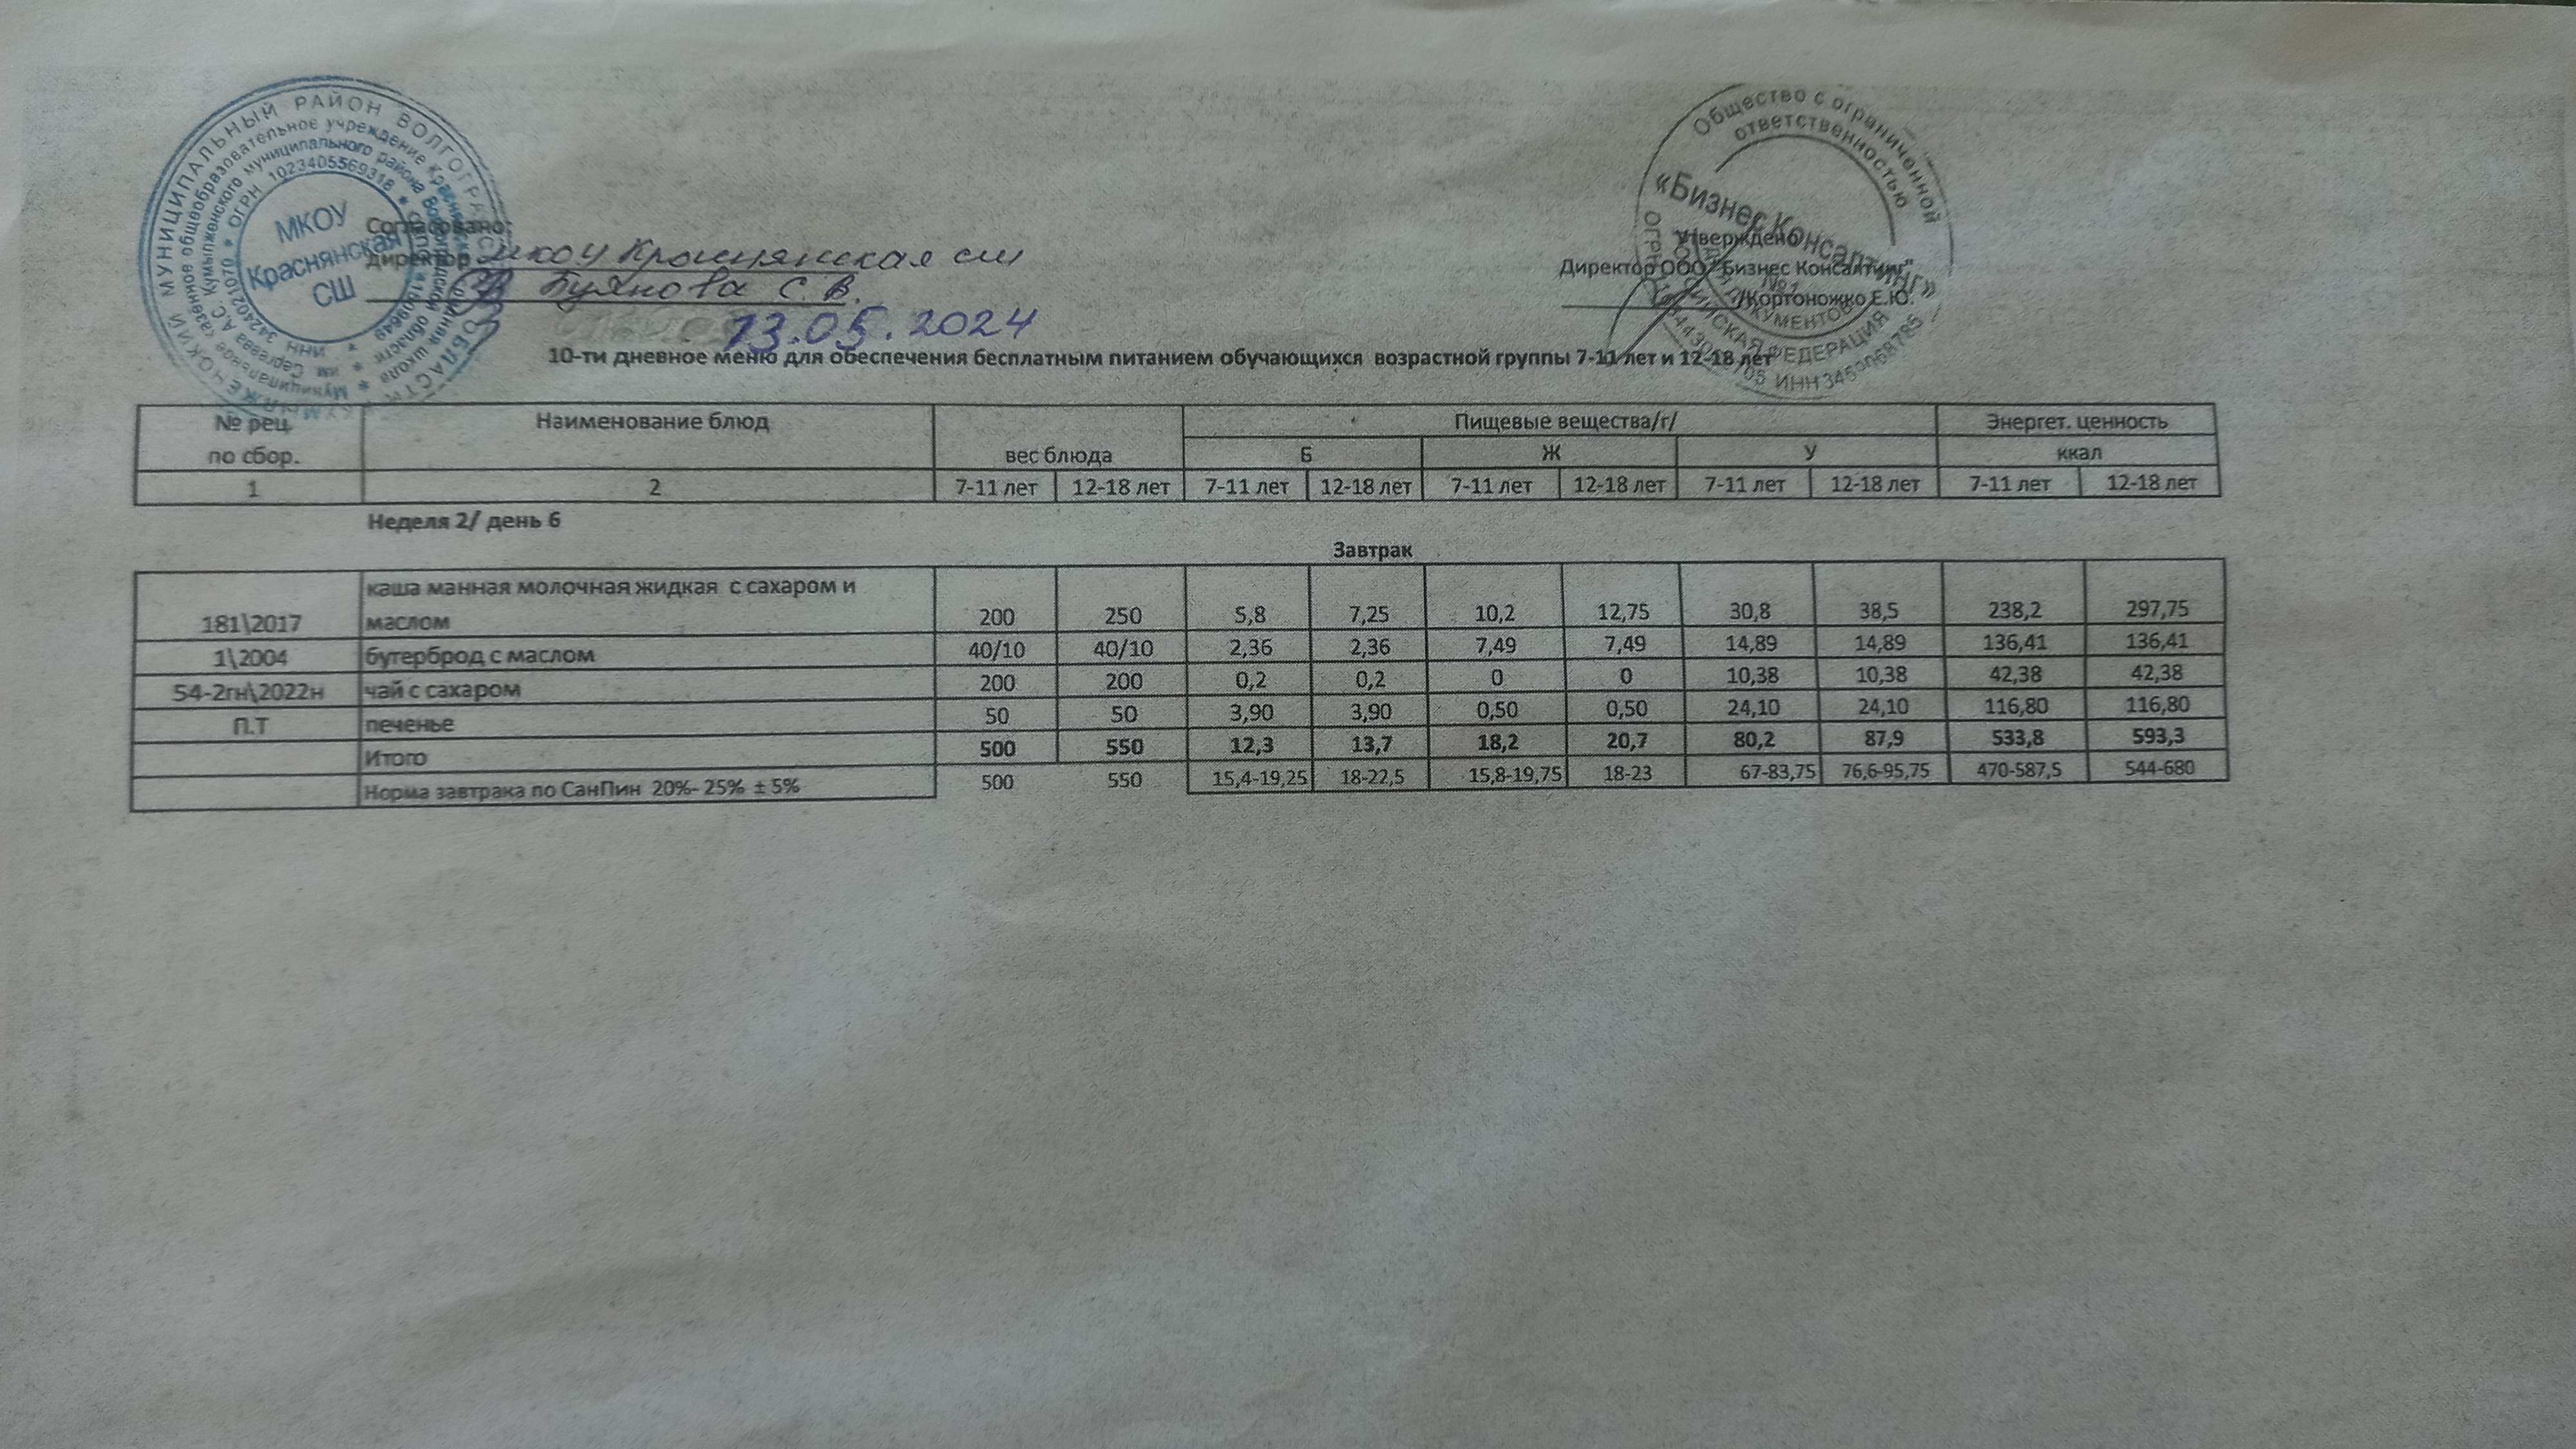 МУНИЦИПАЛЬНЫЙ РАЙОН ВОЛГОГРАДСКОЙ ОБЛАСТИ
ОГРН 1023405569318
ИНН 3424021070
МКОУ
Краснянская
СШ
Согласовано:
директор мкоу Краснянская сш
Буянова С.В.
13.05.2024
Общество с ограниченной
ответственностью
«Бизнес Консалтинг»
Утверждено
Директор ООО "Бизнес Консалтинг"
/Кортоножко Е.Ю.
10-ти дневное меню для обеспечения бесплатным питанием обучающихся возрастной группы 7-11 лет и 12-18 лет
№ рец. Наименование блюд Пищевые вещества/г/ Энергет. ценность
по сбор. вес блюда Б Ж У ккал
1 2 7-11 лет 12-18 лет 7-11 лет 12-18 лет 7-11 лет 12-18 лет 7-11 лет 12-18 лет 7-11 лет 12-18 лет
Неделя 2/ день 6
Завтрак
каша манная молочная жидкая с сахаром и
181\2017 маслом 200 250 5,8 7,25 10,2 12,75 30,8 38,5 238,2 297,75
1\2004 бутерброд с маслом 40/10 40/10 2,36 2,36 7,49 7,49 14,89 14,89 136,41 136,41
54-2гн\2022н чай с сахаром 200 200 0,2 0,2 0 0 10,38 10,38 42,38 42,38
П.Т печенье 50 50 3,90 3,90 0,50 0,50 24,10 24,10 116,80 116,80
Итого 500 550 12,3 13,7 18,2 20,7 80,2 87,9 533,8 593,3
Норма завтрака по СанПин 20%- 25% ± 5% 500 550 15,4-19,25 18-22,5 15,8-19,75 18-23 67-83,75 76,6-95,75 470-587,5 544-680